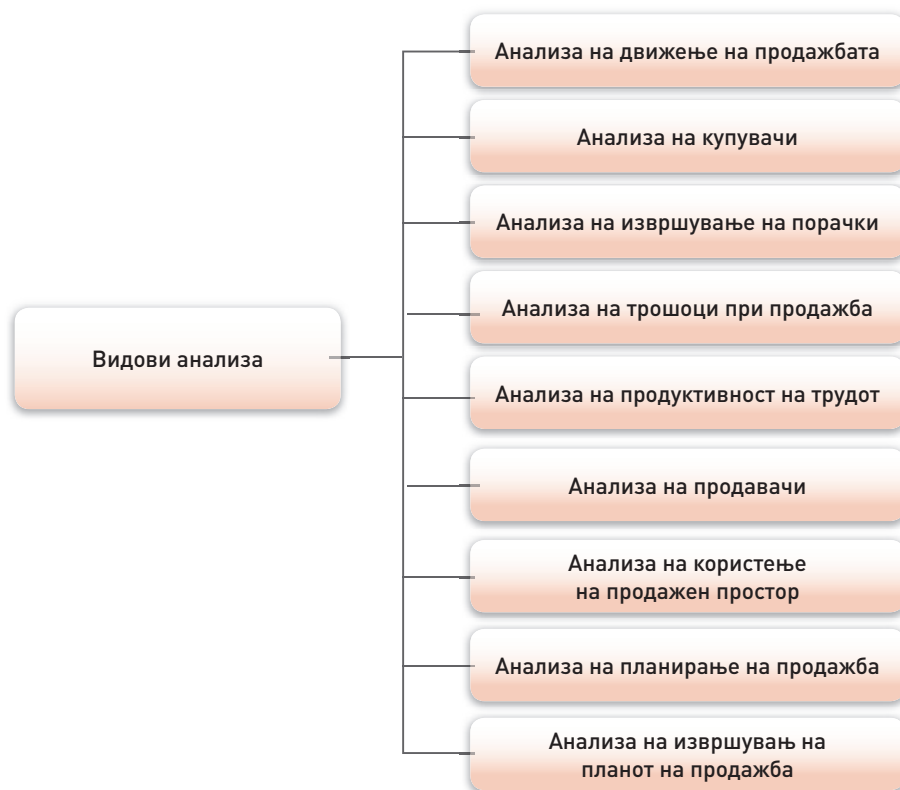 Анализа на движење на продажбата
Анализа на купувачи
Анализа на извршување на порачки
Анализа на трошоци при продажба
Видови анализа
Анализа на продуктивност на трудот
Анализа на продавачи
Анализа на користење
на продажен простор
Анализа на планирање на продажба
Анализа на извршувањ на
планот на продажба